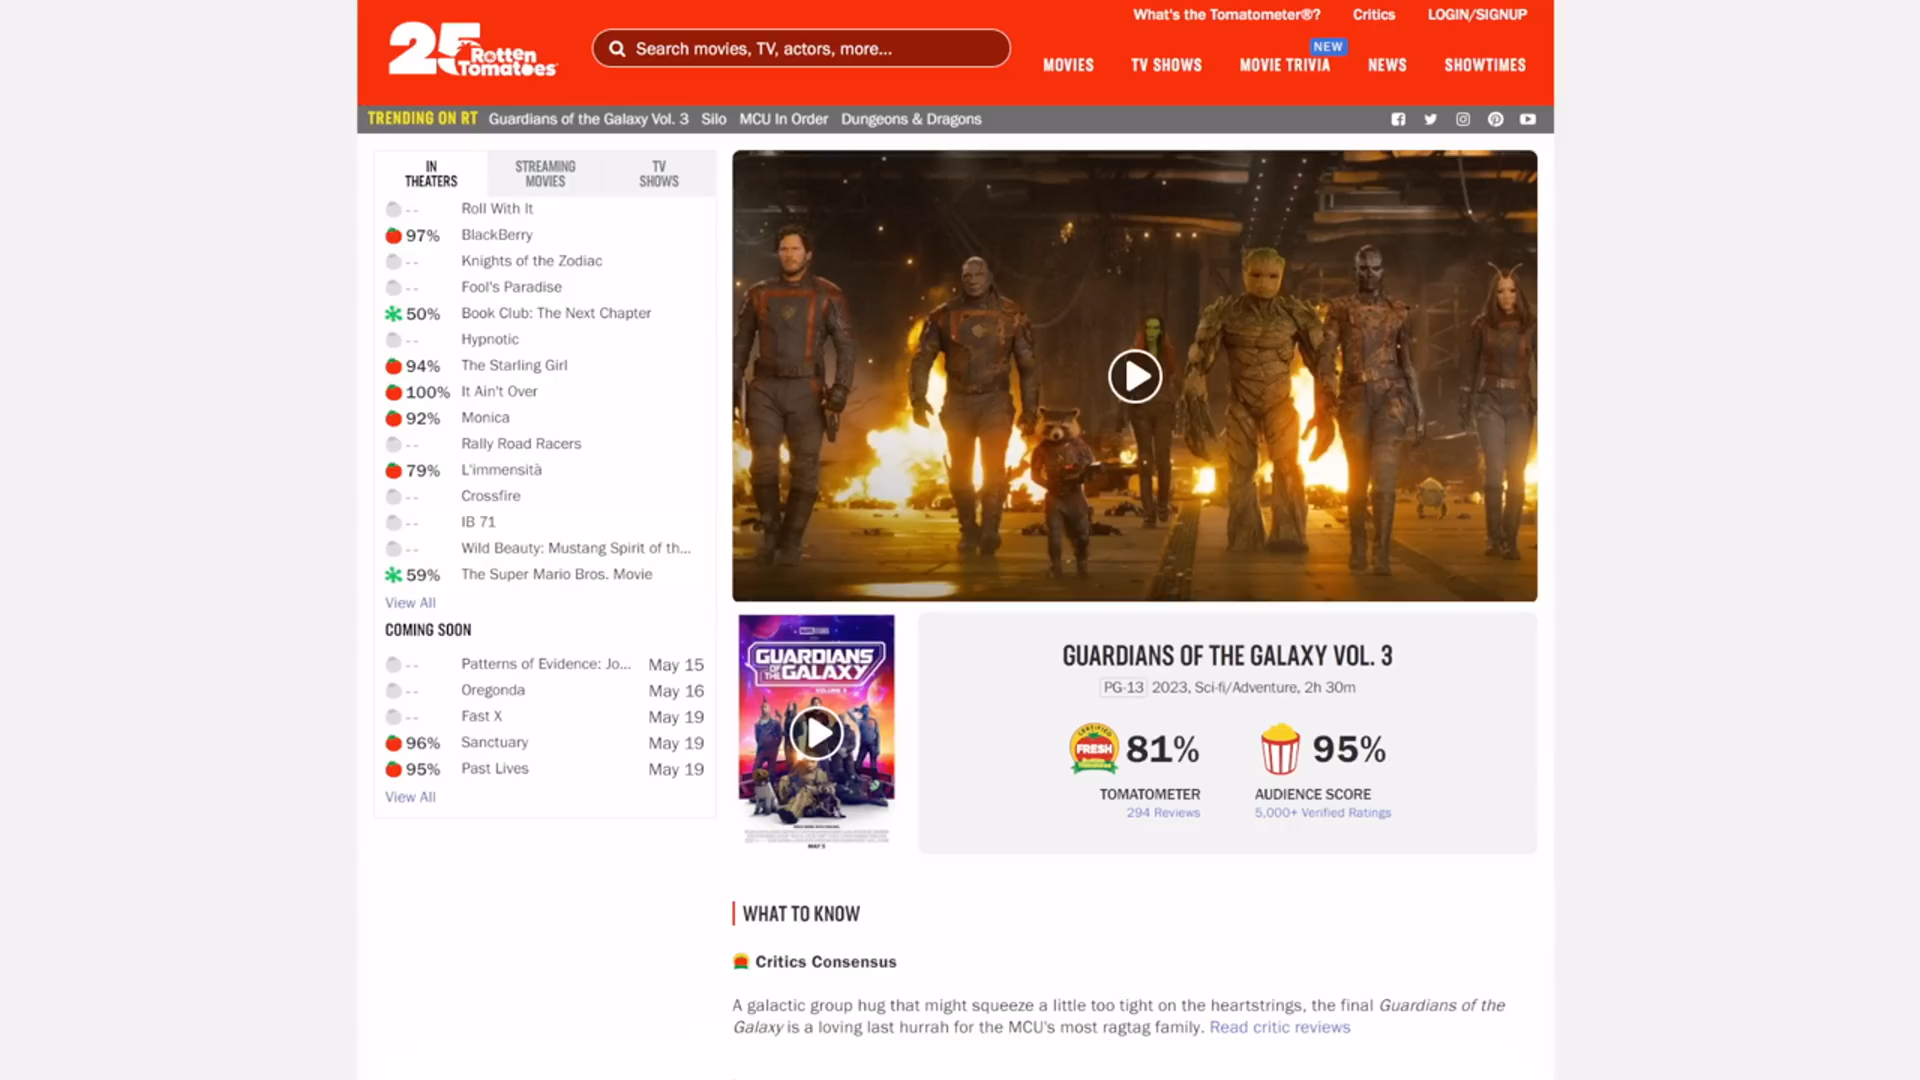 What's the Tomatometer®? Critics LOGIN/SIGNUP
25 Rotten Tomatoes
Search movies, TV, actors, more...
NEW
MOVIES TV SHOWS MOVIE TRIVIA NEWS SHOWTIMES
TRENDING ON RT Guardians of the Galaxy Vol. 3 Silo MCU In Order Dungeons & Dragons
IN THEATERS
STREAMING MOVIES
TV SHOWS
- - Roll With It
97% BlackBerry
- - Knights of the Zodiac
- - Fool's Paradise
50% Book Club: The Next Chapter
- - Hypnotic
94% The Starling Girl
100% It Ain't Over
92% Monica
- - Rally Road Racers
79% L'immensità
- - Crossfire
- - IB 71
- - Wild Beauty: Mustang Spirit of th...
59% The Super Mario Bros. Movie
View All
COMING SOON
- - Patterns of Evidence: Jo... May 15
- - Oregonda May 16
- - Fast X May 19
96% Sanctuary May 19
95% Past Lives May 19
View All
GUARDIANS
OF THE GALAXY
VOLUME 3
MAY 5
GUARDIANS OF THE GALAXY VOL. 3
PG-13 2023, Sci-fi/Adventure, 2h 30m
CERTIFIED FRESH 81% 95%
TOMATOMETER AUDIENCE SCORE
294 Reviews 5,000+ Verified Ratings
WHAT TO KNOW
Critics Consensus
A galactic group hug that might squeeze a little too tight on the heartstrings, the final Guardians of the
Galaxy is a loving last hurrah for the MCU's most ragtag family. Read critic reviews